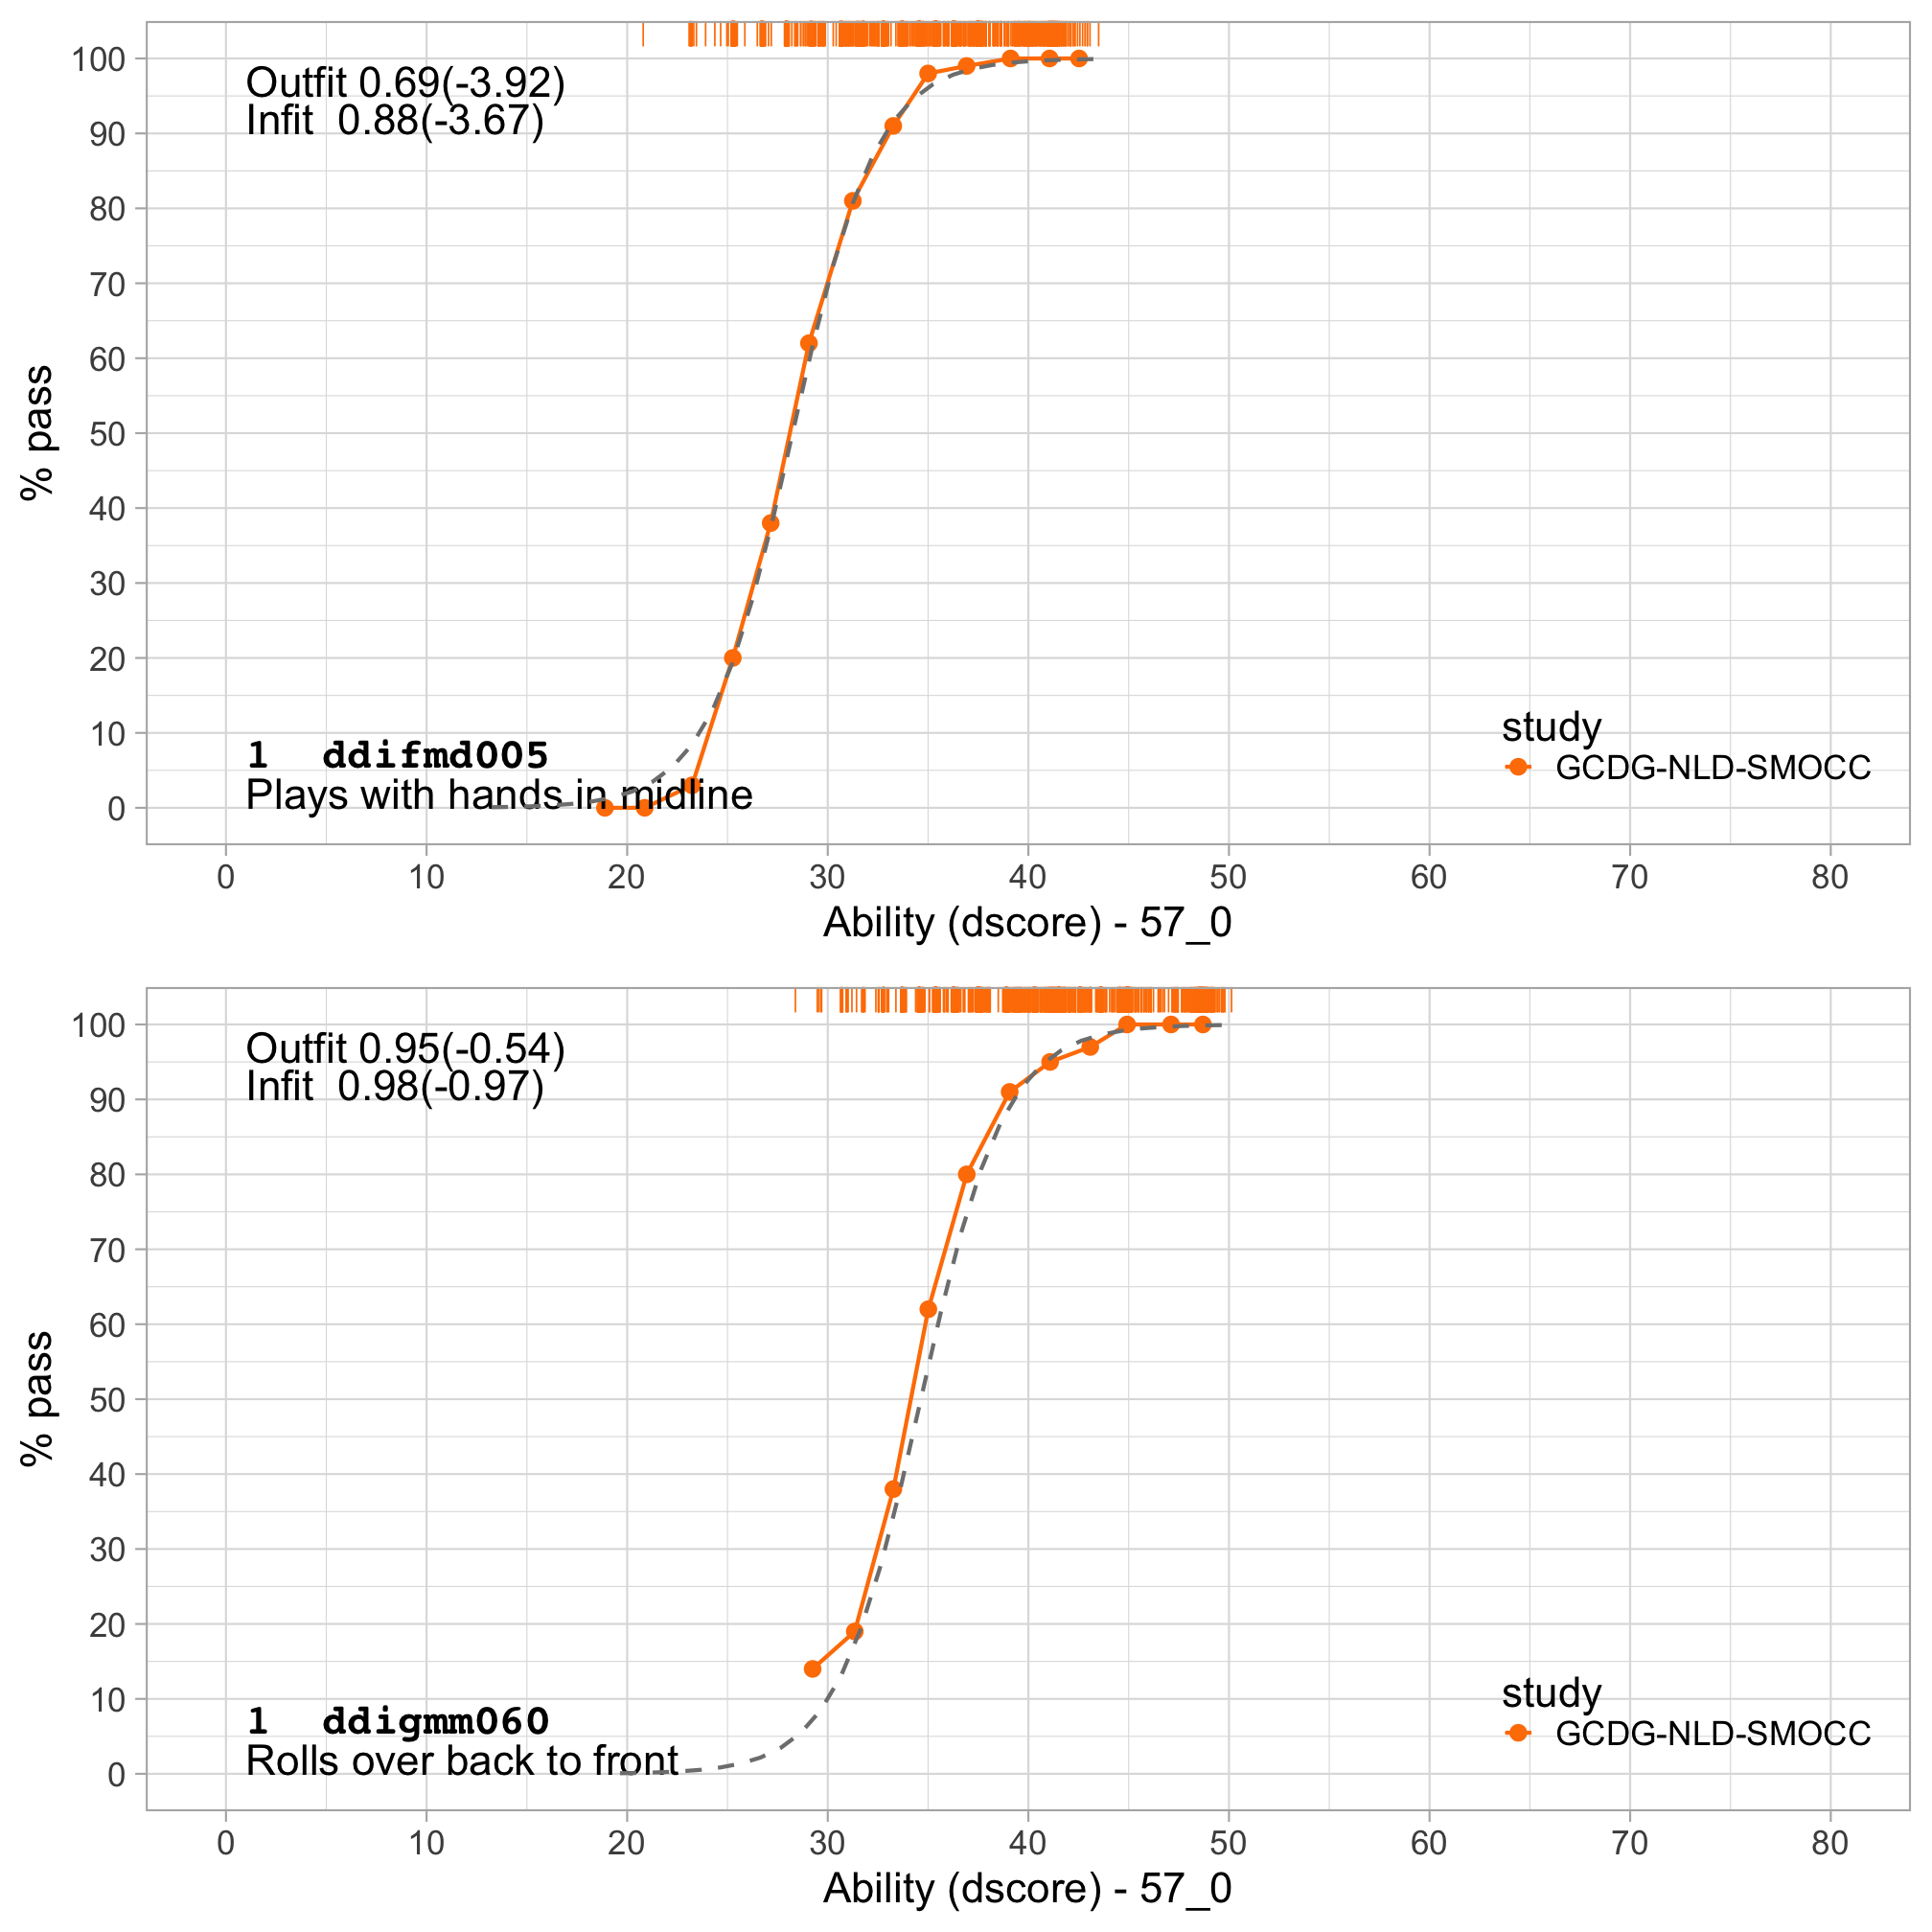 100
90
80
70
60
50
40
30
20
10
0
% pass
Outfit 0.69(-3.92)
Infit 0.88(-3.67)
1 ddifmd005
Plays with hands in midline
study
GCDG-NLD-SMOCC
0 10 20 30 40 50 60 70 80
Ability (dscore) - 57_0
100
90
80
70
60
50
40
30
20
10
0
% pass
Outfit 0.95(-0.54)
Infit 0.98(-0.97)
1 ddigmm060
Rolls over back to front
study
GCDG-NLD-SMOCC
0 10 20 30 40 50 60 70 80
Ability (dscore) - 57_0